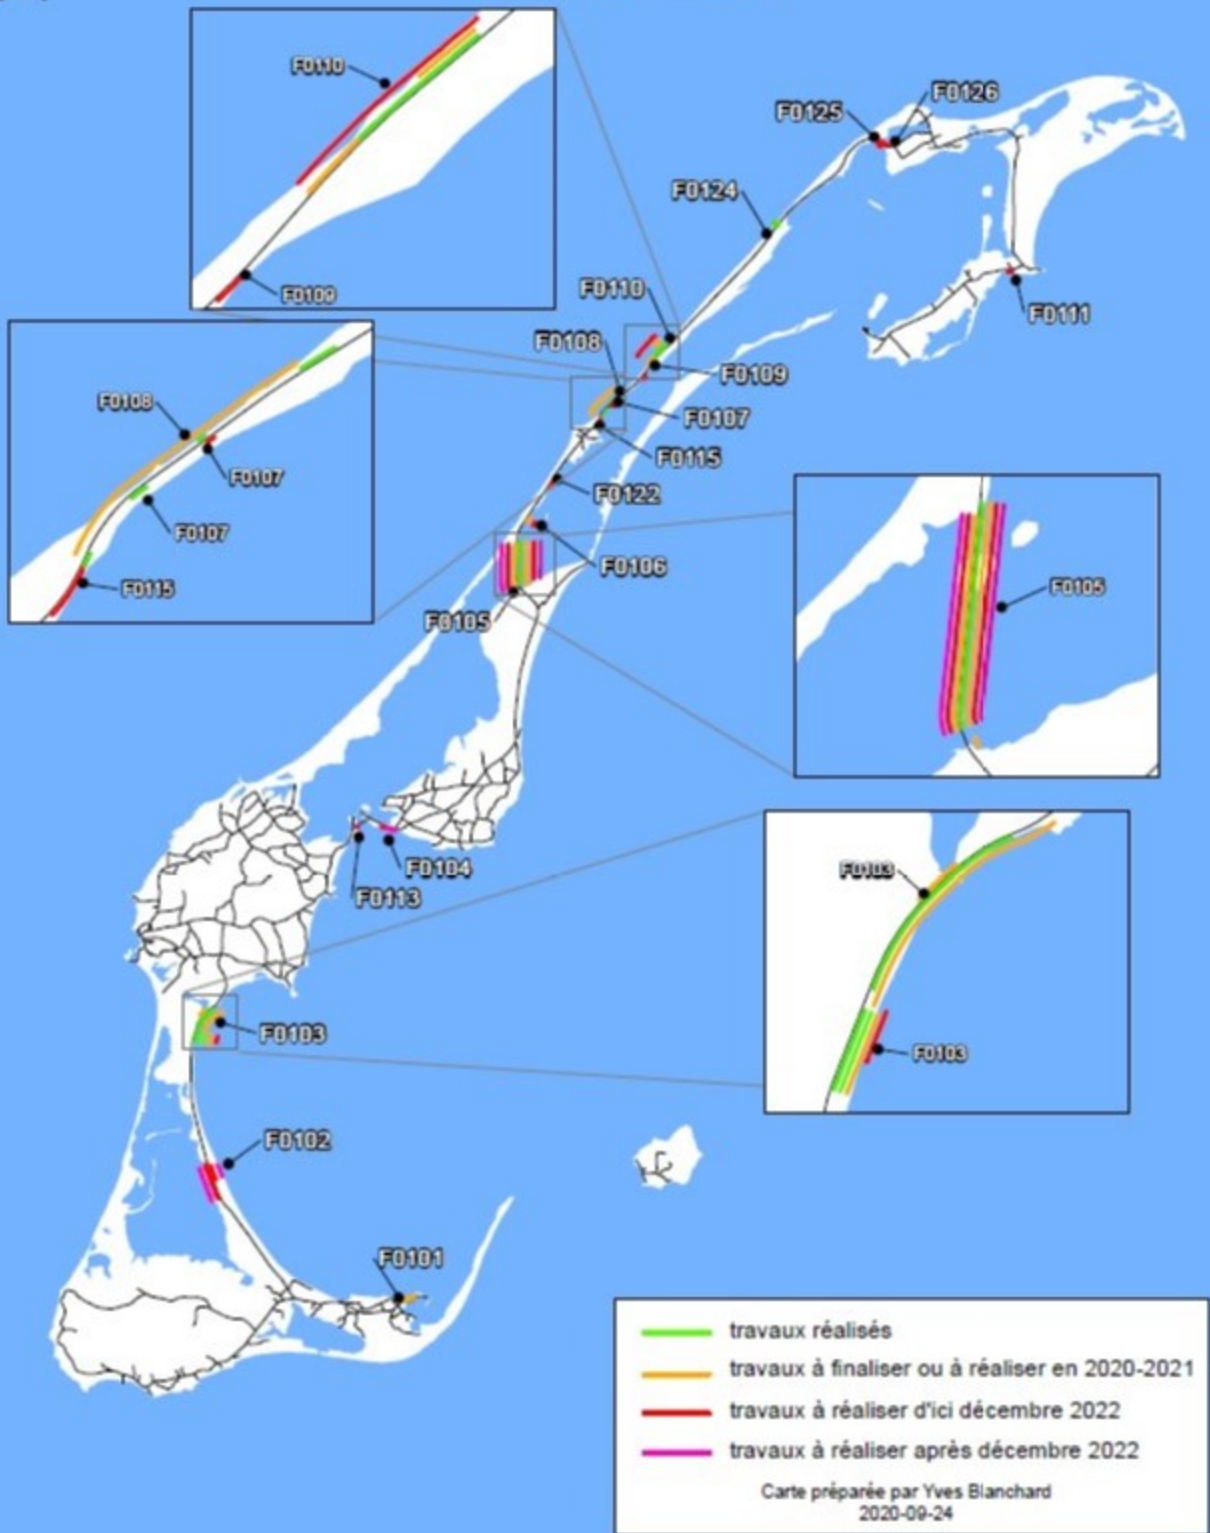 F0110
F0109
F0126
F0125
F0124
F0110
F0111
F0108
F0109
F0107
F0115
F0122
F0106
F0105
F0108
F0107
F0107
F0115
F0105
F0104
F0113
F0103
F0103
F0103
F0102
F0101
travaux réalisés
travaux à finaliser ou à réaliser en 2020-2021
travaux à réaliser d'ici décembre 2022
travaux à réaliser après décembre 2022
Carte préparée par Yves Blanchard
2020-09-24